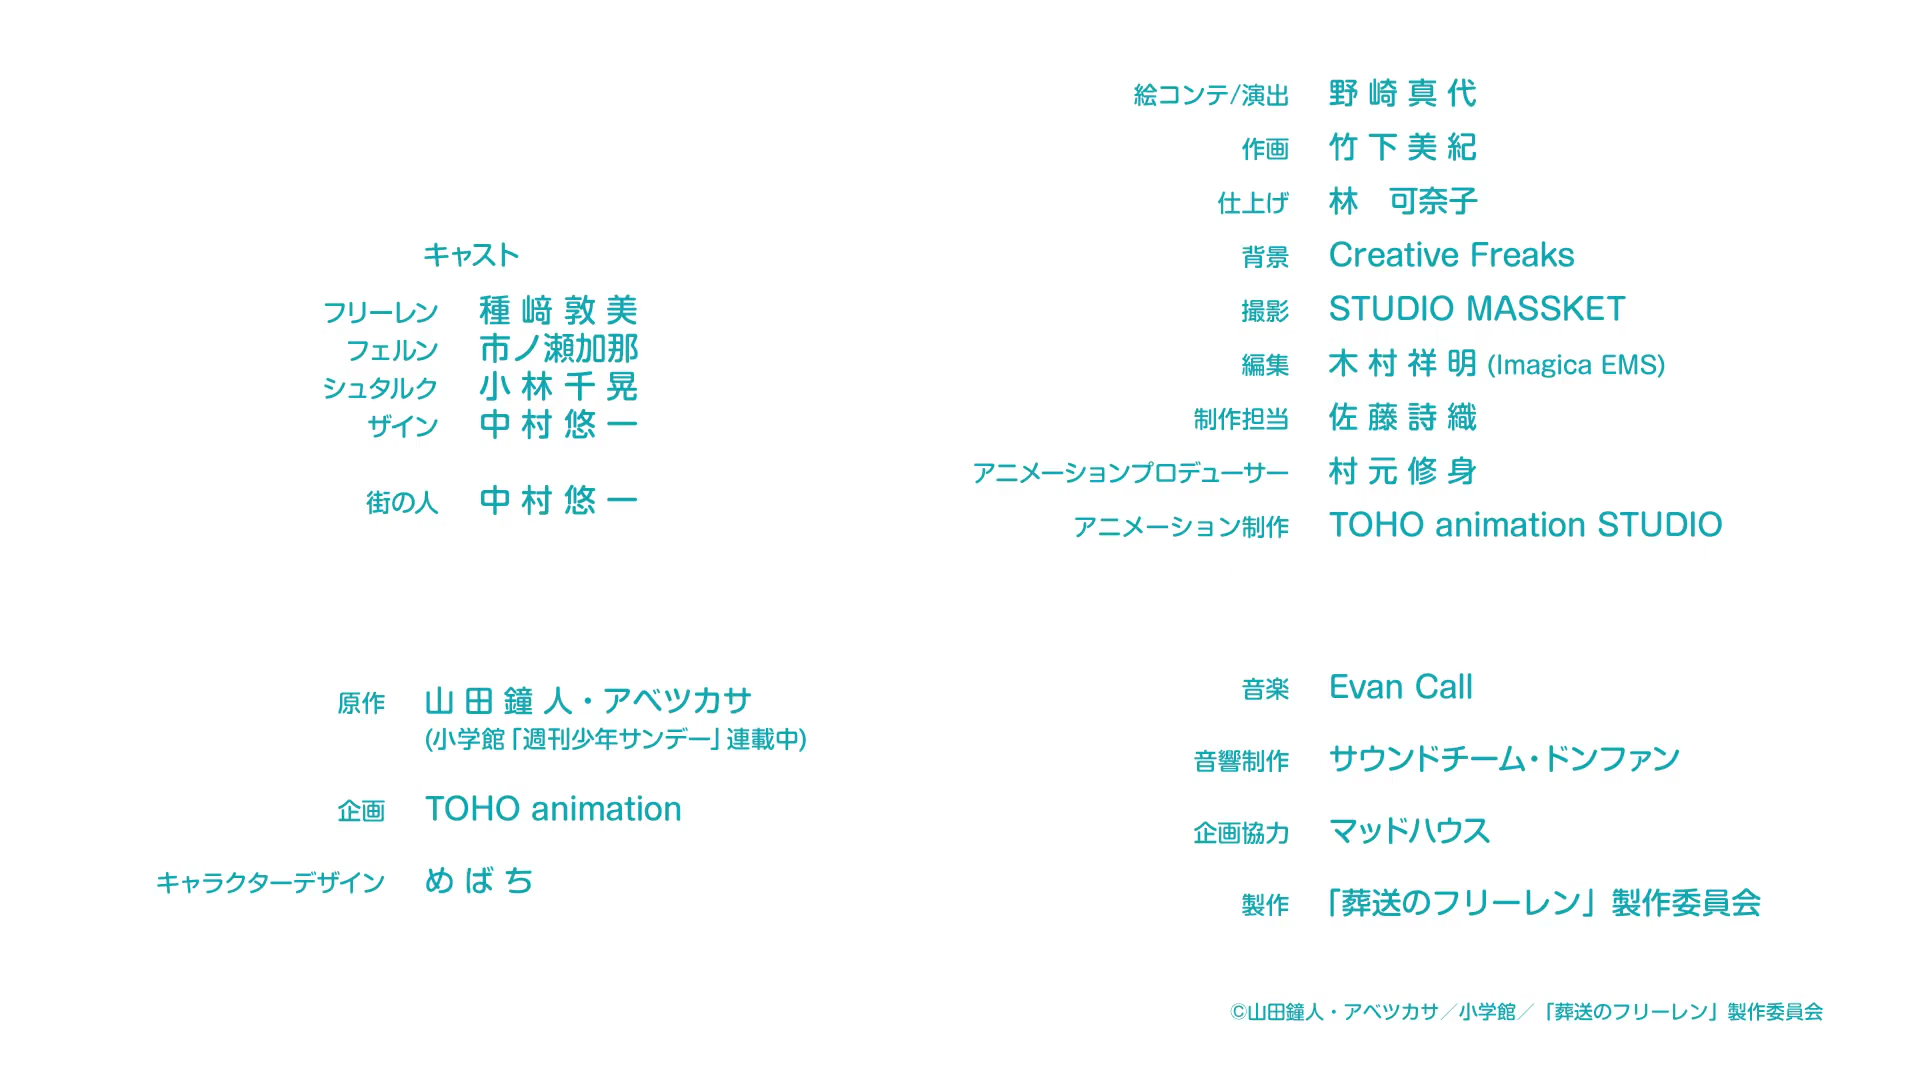 キャスト
フリーレン 種﨑敦美
フェルン 市ノ瀬加那
シュタルク 小林千晃
ザイン 中村悠一
街の人 中村悠一
原作 山田鐘人・アベツカサ
(小学館「週刊少年サンデー」連載中)
企画 TOHO animation
キャラクターデザイン めばち
絵コンテ/演出 野崎真代
作画 竹下美紀
仕上げ 林 可奈子
背景 Creative Freaks
撮影 STUDIO MASSKET
編集 木村祥明 (Imagica EMS)
制作担当 佐藤詩織
アニメーションプロデューサー 村元修身
アニメーション制作 TOHO animation STUDIO
音楽 Evan Call
音響制作 サウンドチーム・ドンファン
企画協力 マッドハウス
製作 「葬送のフリーレン」製作委員会
©山田鐘人・アベツカサ／小学館／「葬送のフリーレン」製作委員会